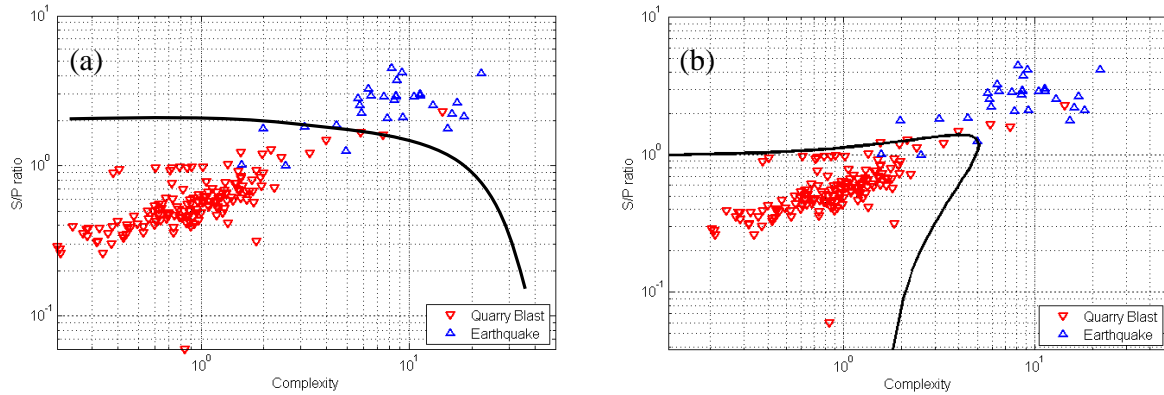 (a)
S/P ratio
10^1
10^0
10^-1
10^0
10^1
Complexity
Quarry Blast
Earthquake
(b)
S/P ratio
10^1
10^0
10^-1
10^0
10^1
Complexity
Quarry Blast
Earthquake